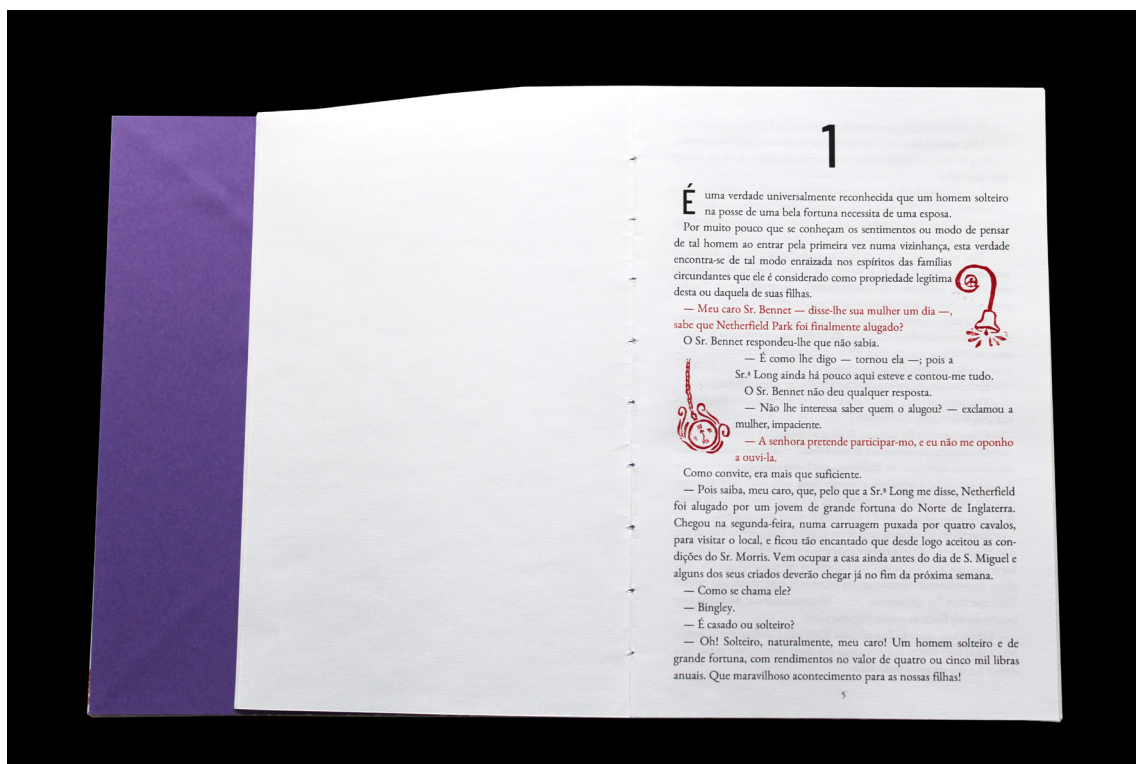 1
É uma verdade universalmente reconhecida que um homem solteiro
na posse de uma bela fortuna necessita de uma esposa.
Por muito pouco que se conheçam os sentimentos ou modo de pensar
de tal homem ao entrar pela primeira vez numa vizinhança, esta verdade
encontra-se de tal modo enraizada nos espíritos das famílias
circundantes que ele é considerado como propriedade legítima
desta ou daquela de suas filhas.
— Meu caro Sr. Bennet — disse-lhe sua mulher um dia —,
sabe que Netherfield Park foi finalmente alugado?
O Sr. Bennet respondeu-lhe que não sabia.
— É como lhe digo — tornou ela —; pois a
Sr.ª Long ainda há pouco aqui esteve e contou-me tudo.
O Sr. Bennet não deu qualquer resposta.
— Não lhe interessa saber quem o alugou? — exclamou a
mulher, impaciente.
— A senhora pretende participar-mo, e eu não me oponho
a ouvi-la.
Como convite, era mais que suficiente.
— Pois saiba, meu caro, que, pelo que a Sr.ª Long me disse, Netherfield
foi alugado por um jovem de grande fortuna do Norte de Inglaterra.
Chegou na segunda-feira, numa carruagem puxada por quatro cavalos,
para visitar o local, e ficou tão encantado que desde logo aceitou as con-
dições do Sr. Morris. Vem ocupar a casa ainda antes do dia de S. Miguel e
alguns dos seus criados deverão chegar já no fim da próxima semana.
— Como se chama ele?
— Bingley.
— É casado ou solteiro?
— Oh! Solteiro, naturalmente, meu caro! Um homem solteiro e de
grande fortuna, com rendimentos no valor de quatro ou cinco mil libras
anuais. Que maravilhoso acontecimento para as nossas filhas!
5